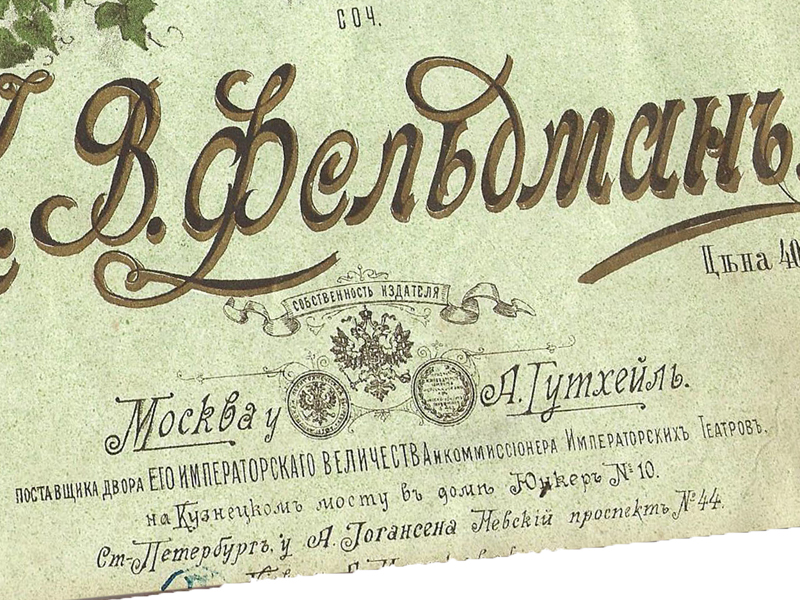 СОЧ.
В. Фельдманъ.
Цѣна 40
СОБСТВЕННОСТЬ ИЗДАТЕЛЯ
Москва у А. Гутхейль.
ПОСТАВЩИКА ДВОРА ЕГО ИМПЕРАТОРСКАГО ВЕЛИЧЕСТВА И КОММИССІОНЕРА ИМПЕРАТОРСКИХЪ ТЕАТРОВЪ.
на Кузнецкомъ мосту въ домѣ Юнкеръ № 10.
Ст-Петербургъ, у А. Іогансена Невскій проспектъ, № 44.